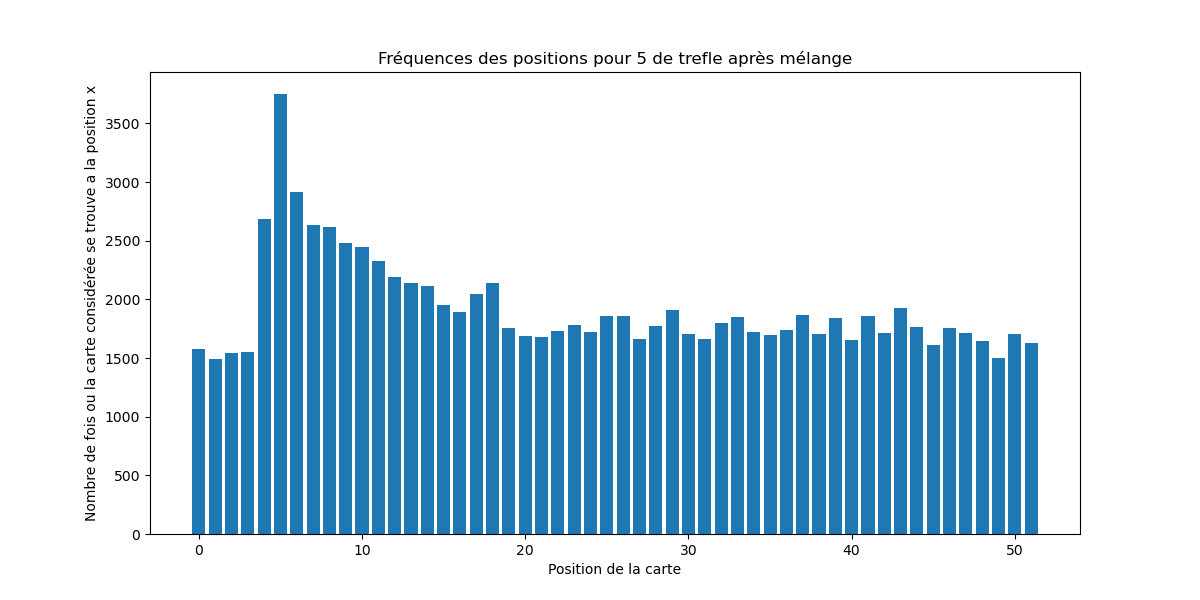 Fréquences des positions pour 5 de trefle après mélange
Nombre de fois ou la carte considérée se trouve a la position x
3500
3000
2500
2000
1500
1000
500
0
0 10 20 30 40 50
Position de la carte